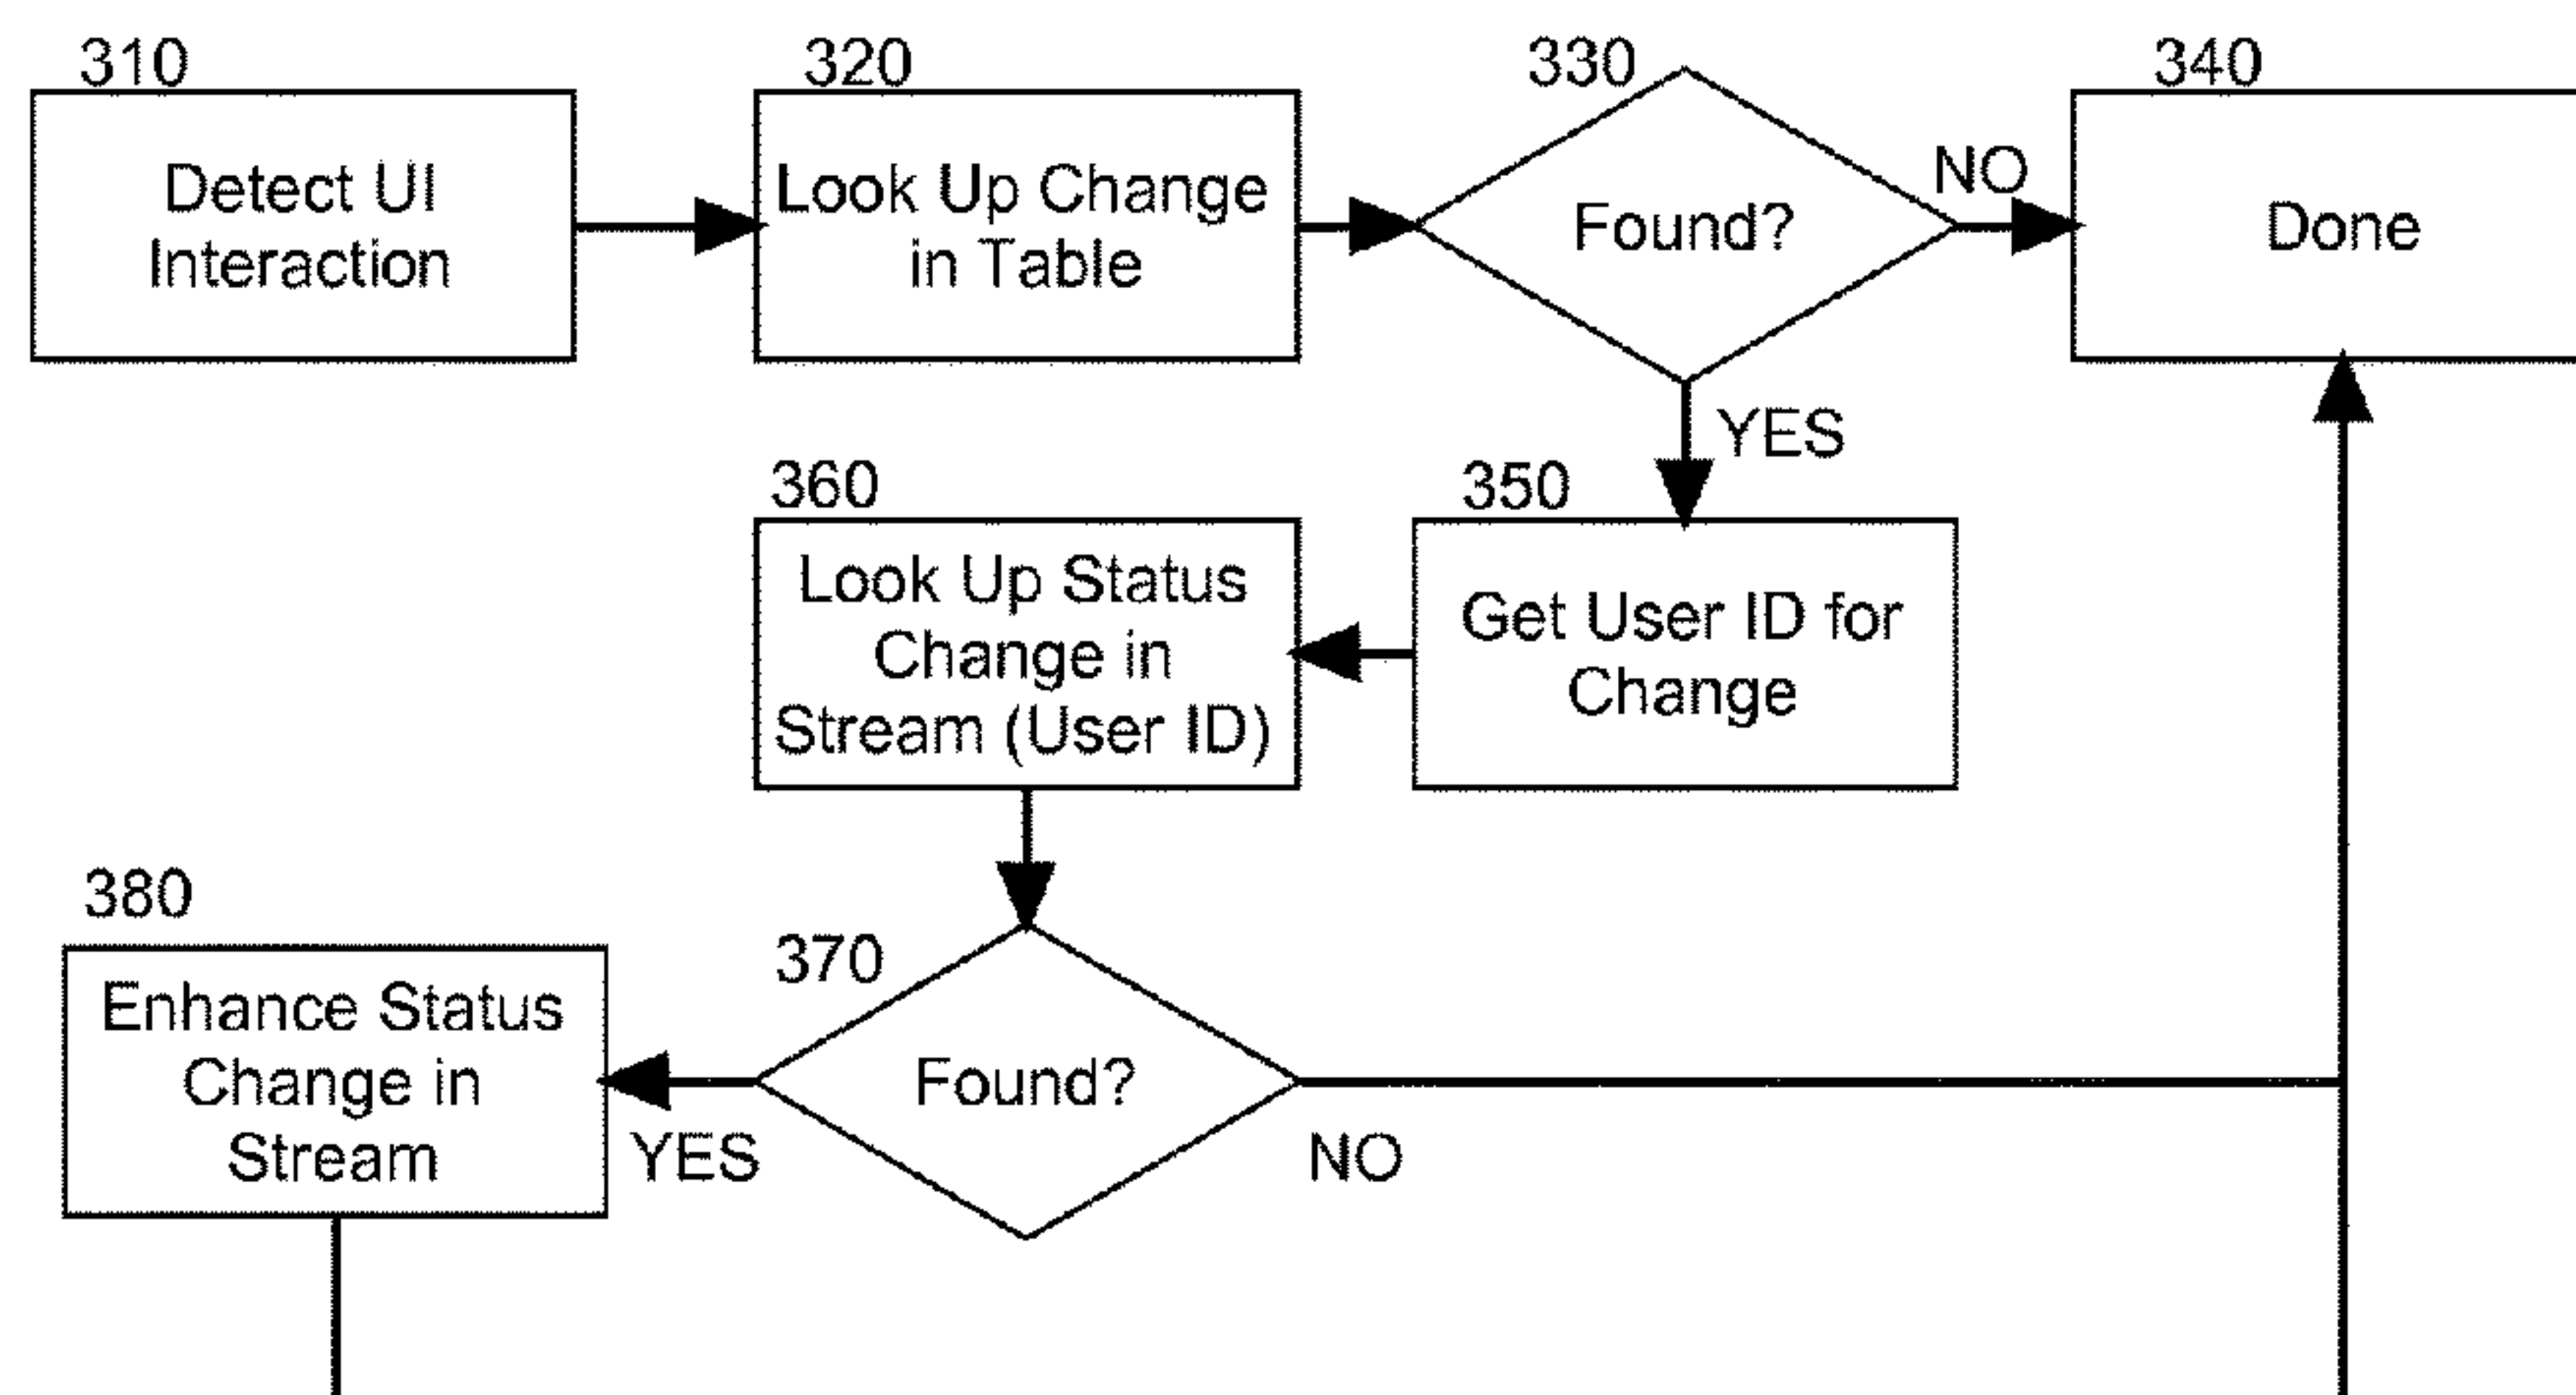 310
Detect UI
Interaction
320
Look Up Change
in Table
330
Found?
NO
340
Done
YES
350
Get User ID for
Change
360
Look Up Status
Change in
Stream (User ID)
370
Found?
YES
NO
380
Enhance Status
Change in
Stream